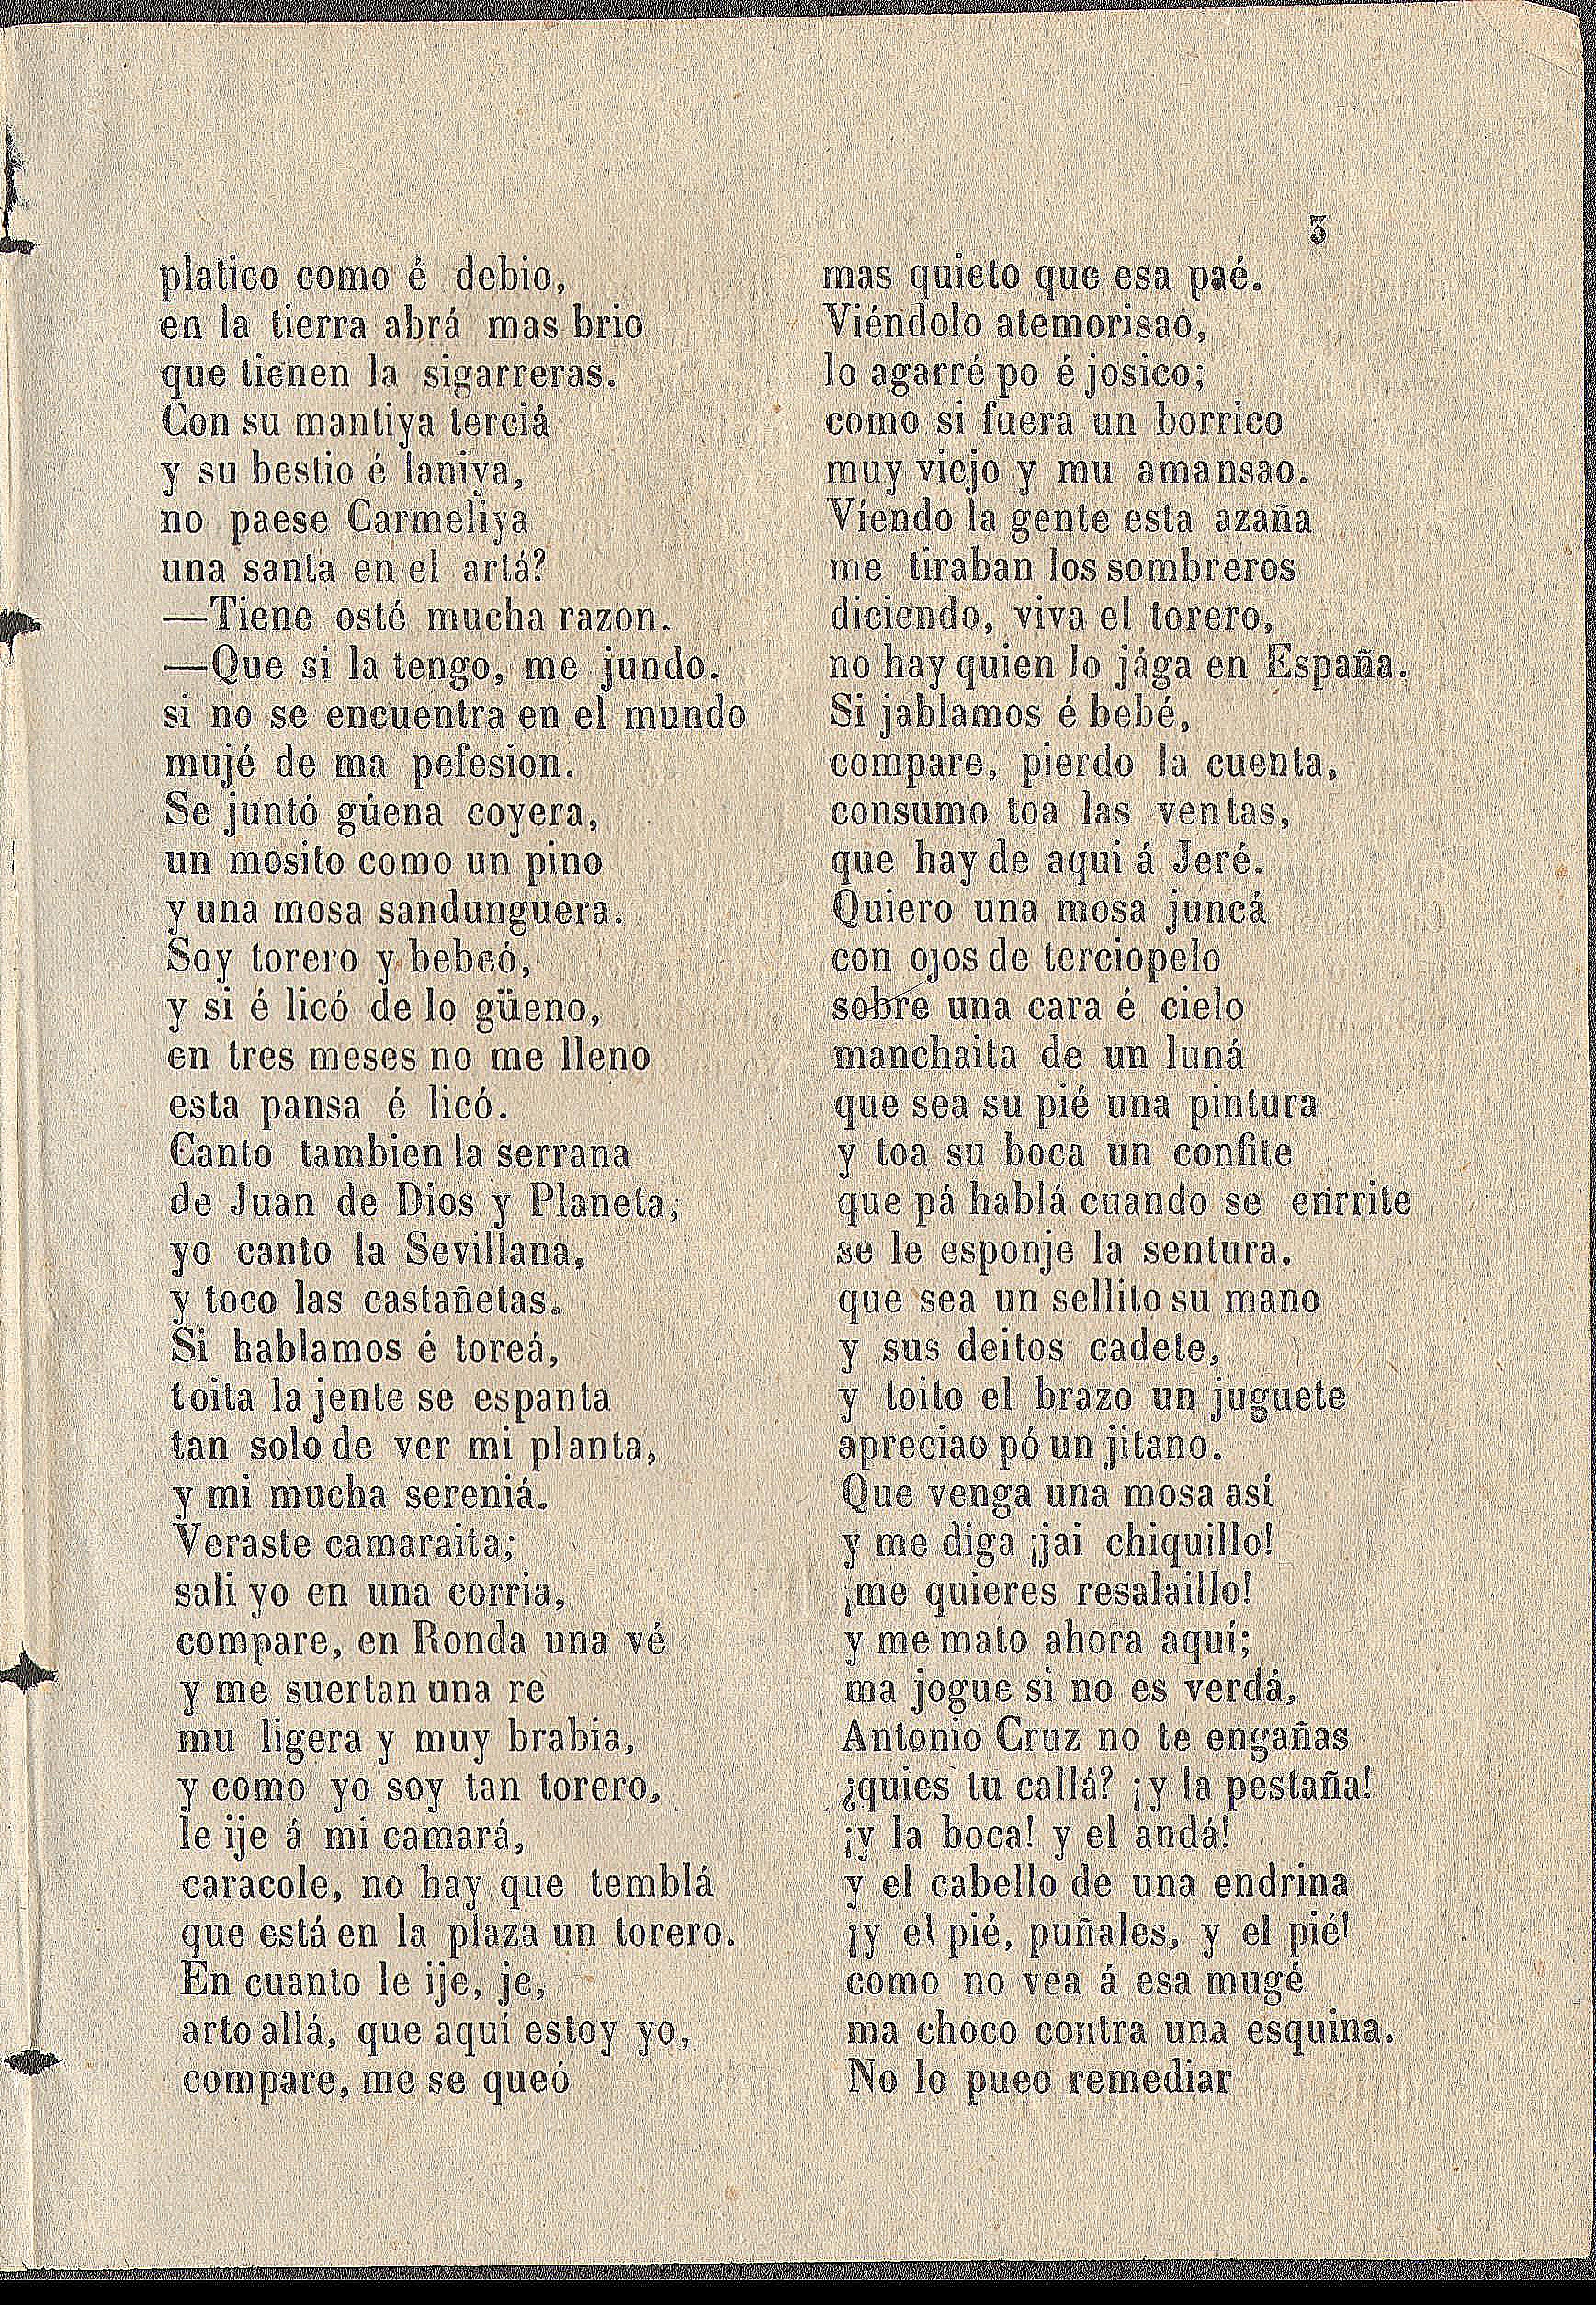 3
platico como é debio,
en la tierra abrá mas brio
que tienen la sigarreras.
Con su mantiya terciá
y su bestio é laniya,
no paese Carmeliya
una santa en el artá?
—Tiene osté mucha razon.
—Que si la tengo, me jundo.
si no se encuentra en el mundo
mujé de ma pefesion.
Se juntó gúena coyera,
un mosito como un pino
y una mosa sandunguera.
Soy torero y bebeó,
y si é licó de lo güeno,
en tres meses no me lleno
esta pansa é licó.
Canto tambien la serrana
de Juan de Dios y Planeta,
yo canto la Sevillana,
y toco las castañetas.
Si hablamos é toreá,
toita la jente se espanta
tan solo de ver mi planta,
y mi mucha sereniá.
Veraste camaraita;
sali yo en una corria,
compare, en Ronda una vé
y me suertan una re
mu ligera y muy brabia,
y como yo soy tan torero,
le ije á mi camará,
caracole, no hay que temblá
que está en la plaza un torero.
En cuanto le ije, je,
arto allá, que aquí estoy yo,
compare, me se queó
mas quieto que esa paé.
Viéndolo atemorisao,
lo agarré po é josico;
como si fuera un borrico
muy viejo y mu amansao.
Viendo la gente esta azaña
me tiraban los sombreros
diciendo, viva el torero,
no hay quien lo jága en España.
Si jablamos é bebé,
compare, pierdo la cuenta,
consumo toa las ventas,
que hay de aqui á Jeré.
Quiero una mosa juncá
con ojos de terciopelo
sobre una cara é cielo
manchaita de un luná
que sea su pié una pintura
y toa su boca un confite
que pá hablá cuando se enrrite
se le esponje la sentura.
que sea un sellito su mano
y sus deitos cadete,
y toito el brazo un juguete
apreciao pó un jitano.
Que venga una mosa así
y me diga ¡jai chiquillo!
¡me quieres resalaillo!
y me mato ahora aquí;
ma jogue si no es verdá,
Antonio Cruz no te engañas
¿quies tu callá? ¡y la pestaña!
¡y la boca! y el andá!
y el cabello de una endrina
¡y el pié, puñales, y el pié!
como no vea á esa mugé
ma choco contra una esquina.
No lo pueo remediar